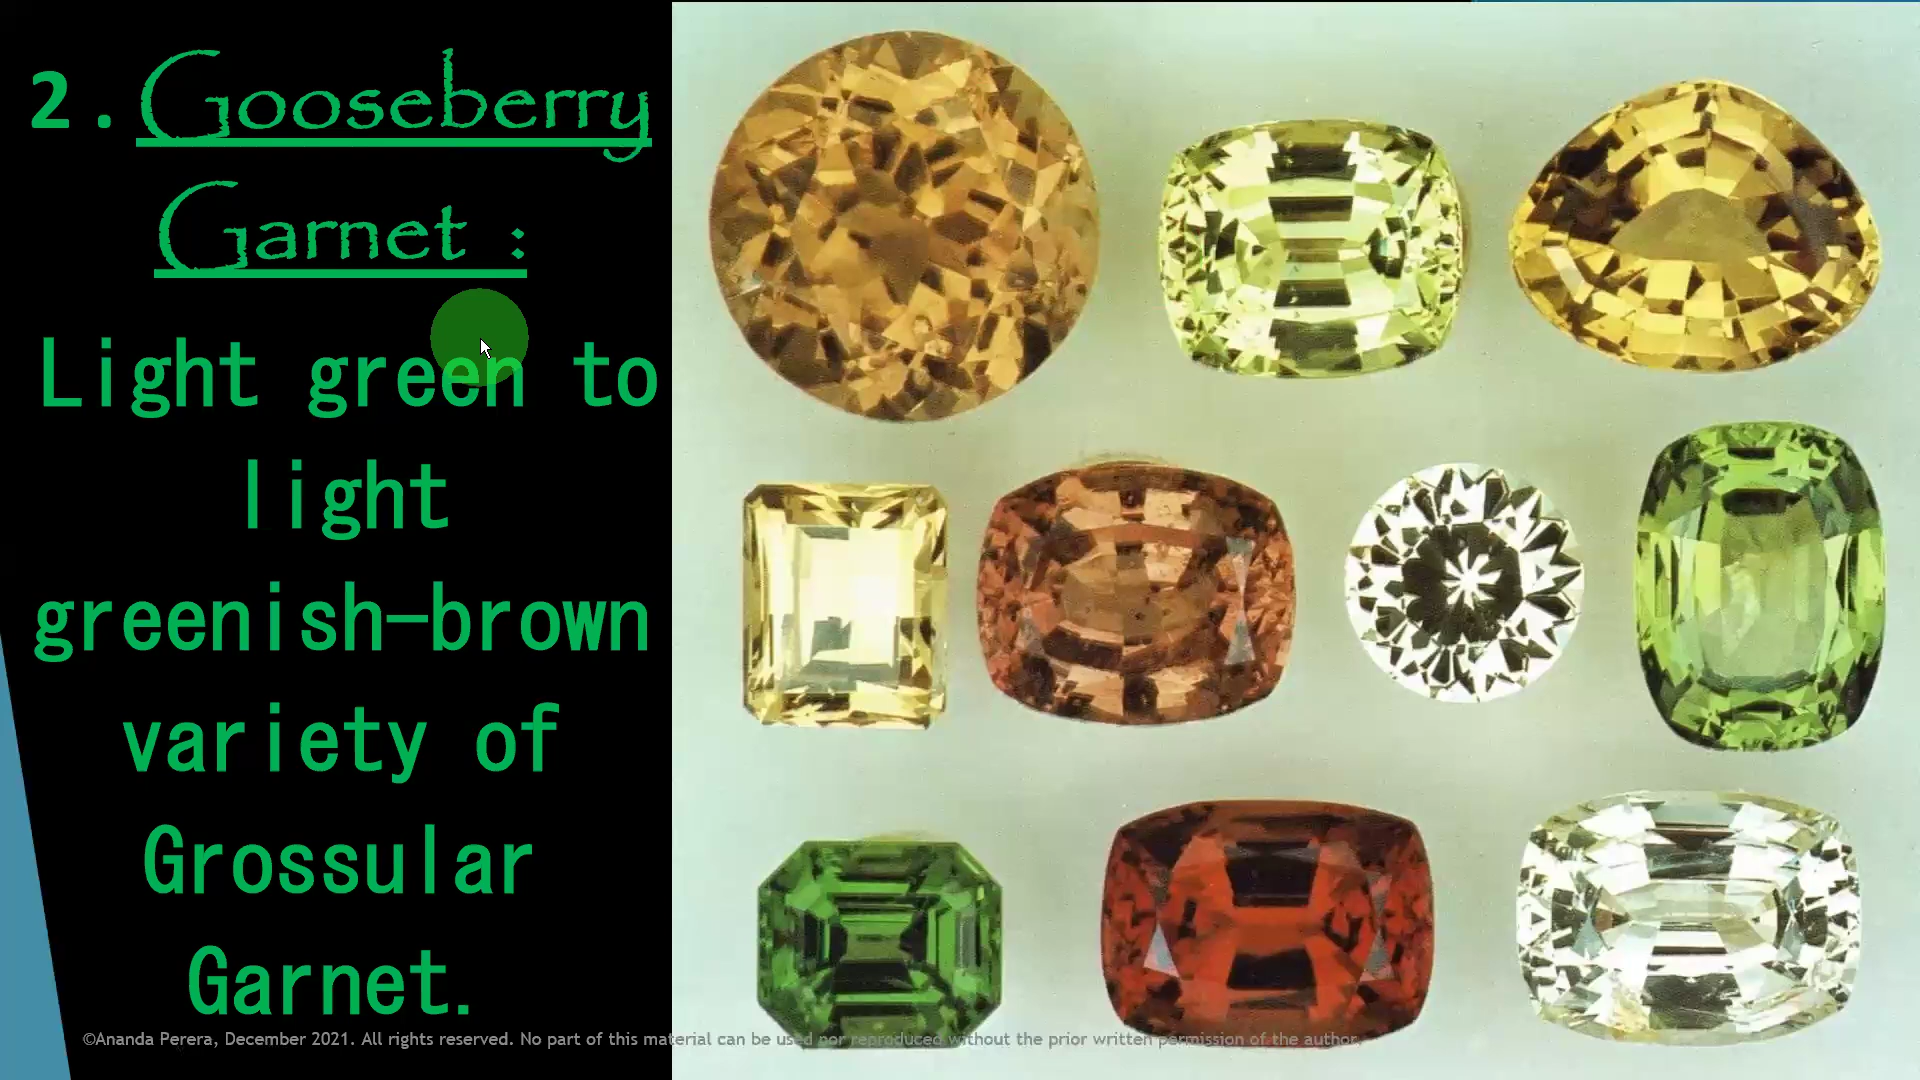 2. Gooseberry
Garnet :
Light green to
light
greenish-brown
variety of
Grossular
Garnet.
©Ananda Perera, December 2021. All rights reserved. No part of this material can be used nor reproduced without the prior written permission of the author.